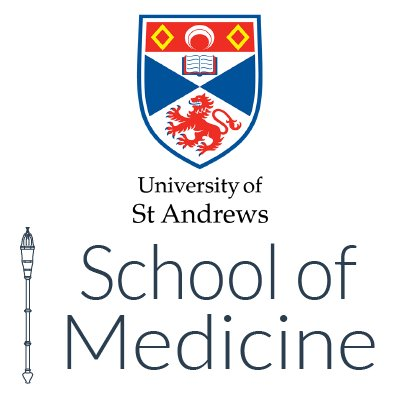 University of
St Andrews
School of
Medicine